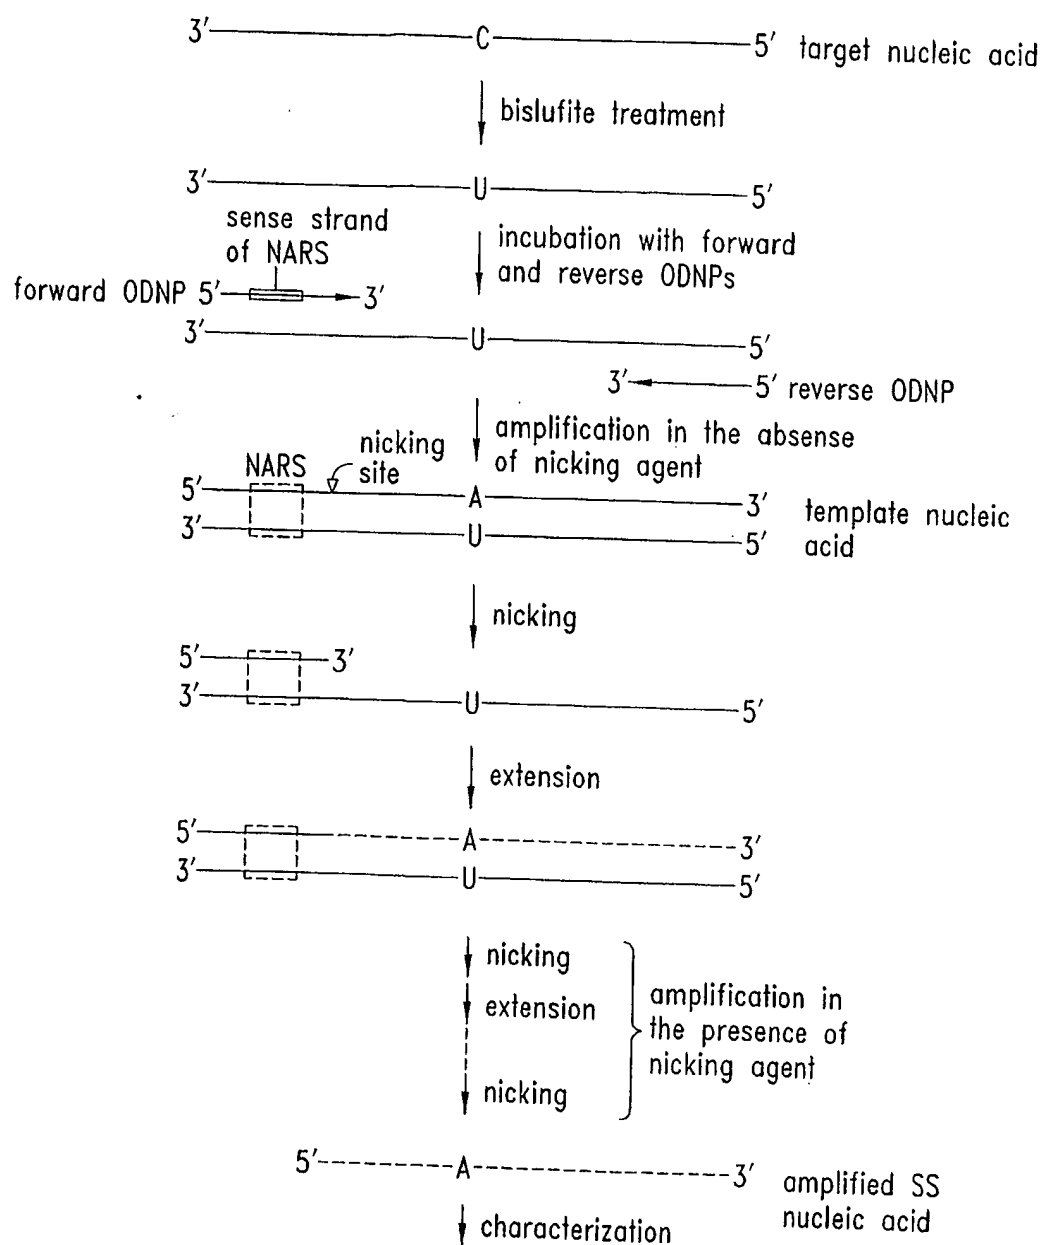 3′ C 5′ target nucleic acid
bislufite treatment
3′ U 5′
sense strand
of NARS
incubation with forward
and reverse ODNPs
forward ODNP 5′ 3′
3′ U 5′
3′ 5′ reverse ODNP
amplification in the absense
of nicking agent
nicking
site
NARS
5′ A 3′
3′ U 5′
template nucleic
acid
nicking
5′ 3′
3′ U 5′
extension
5′ A 3′
3′ U 5′
nicking
extension
nicking
amplification in
the presence of
nicking agent
5′ A 3′
amplified SS
nucleic acid
characterization